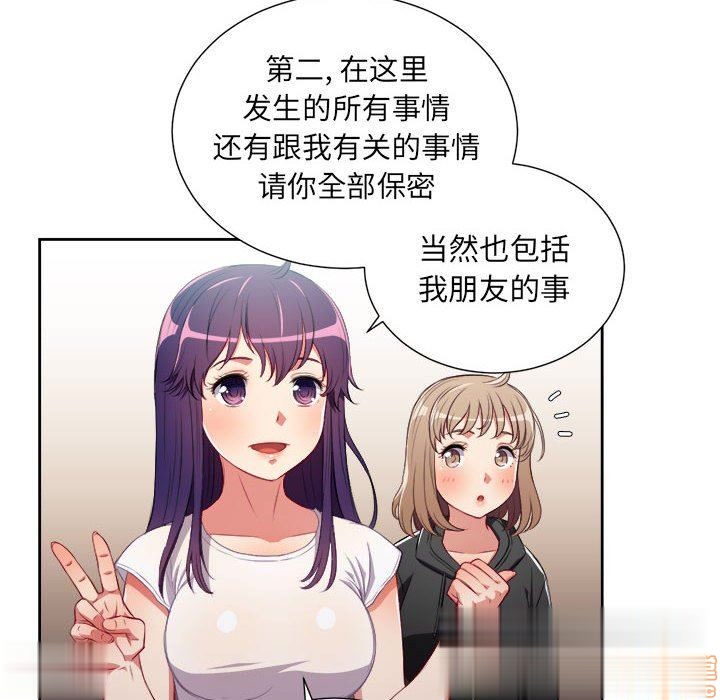 第二, 在这里
发生的所有事情
还有跟我有关的事情
请你全部保密
当然也包括
我朋友的事